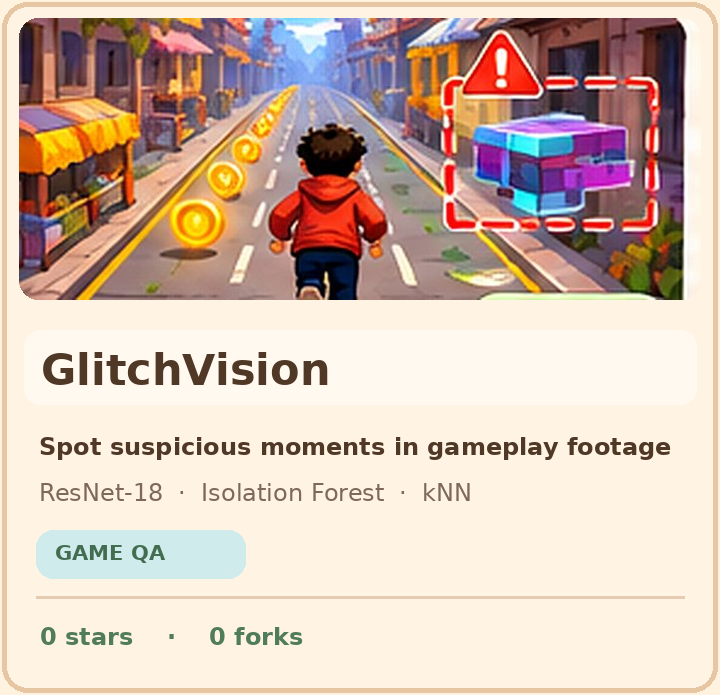 GlitchVision
Spot suspicious moments in gameplay footage
ResNet-18 · Isolation Forest · kNN
GAME QA
0 stars · 0 forks